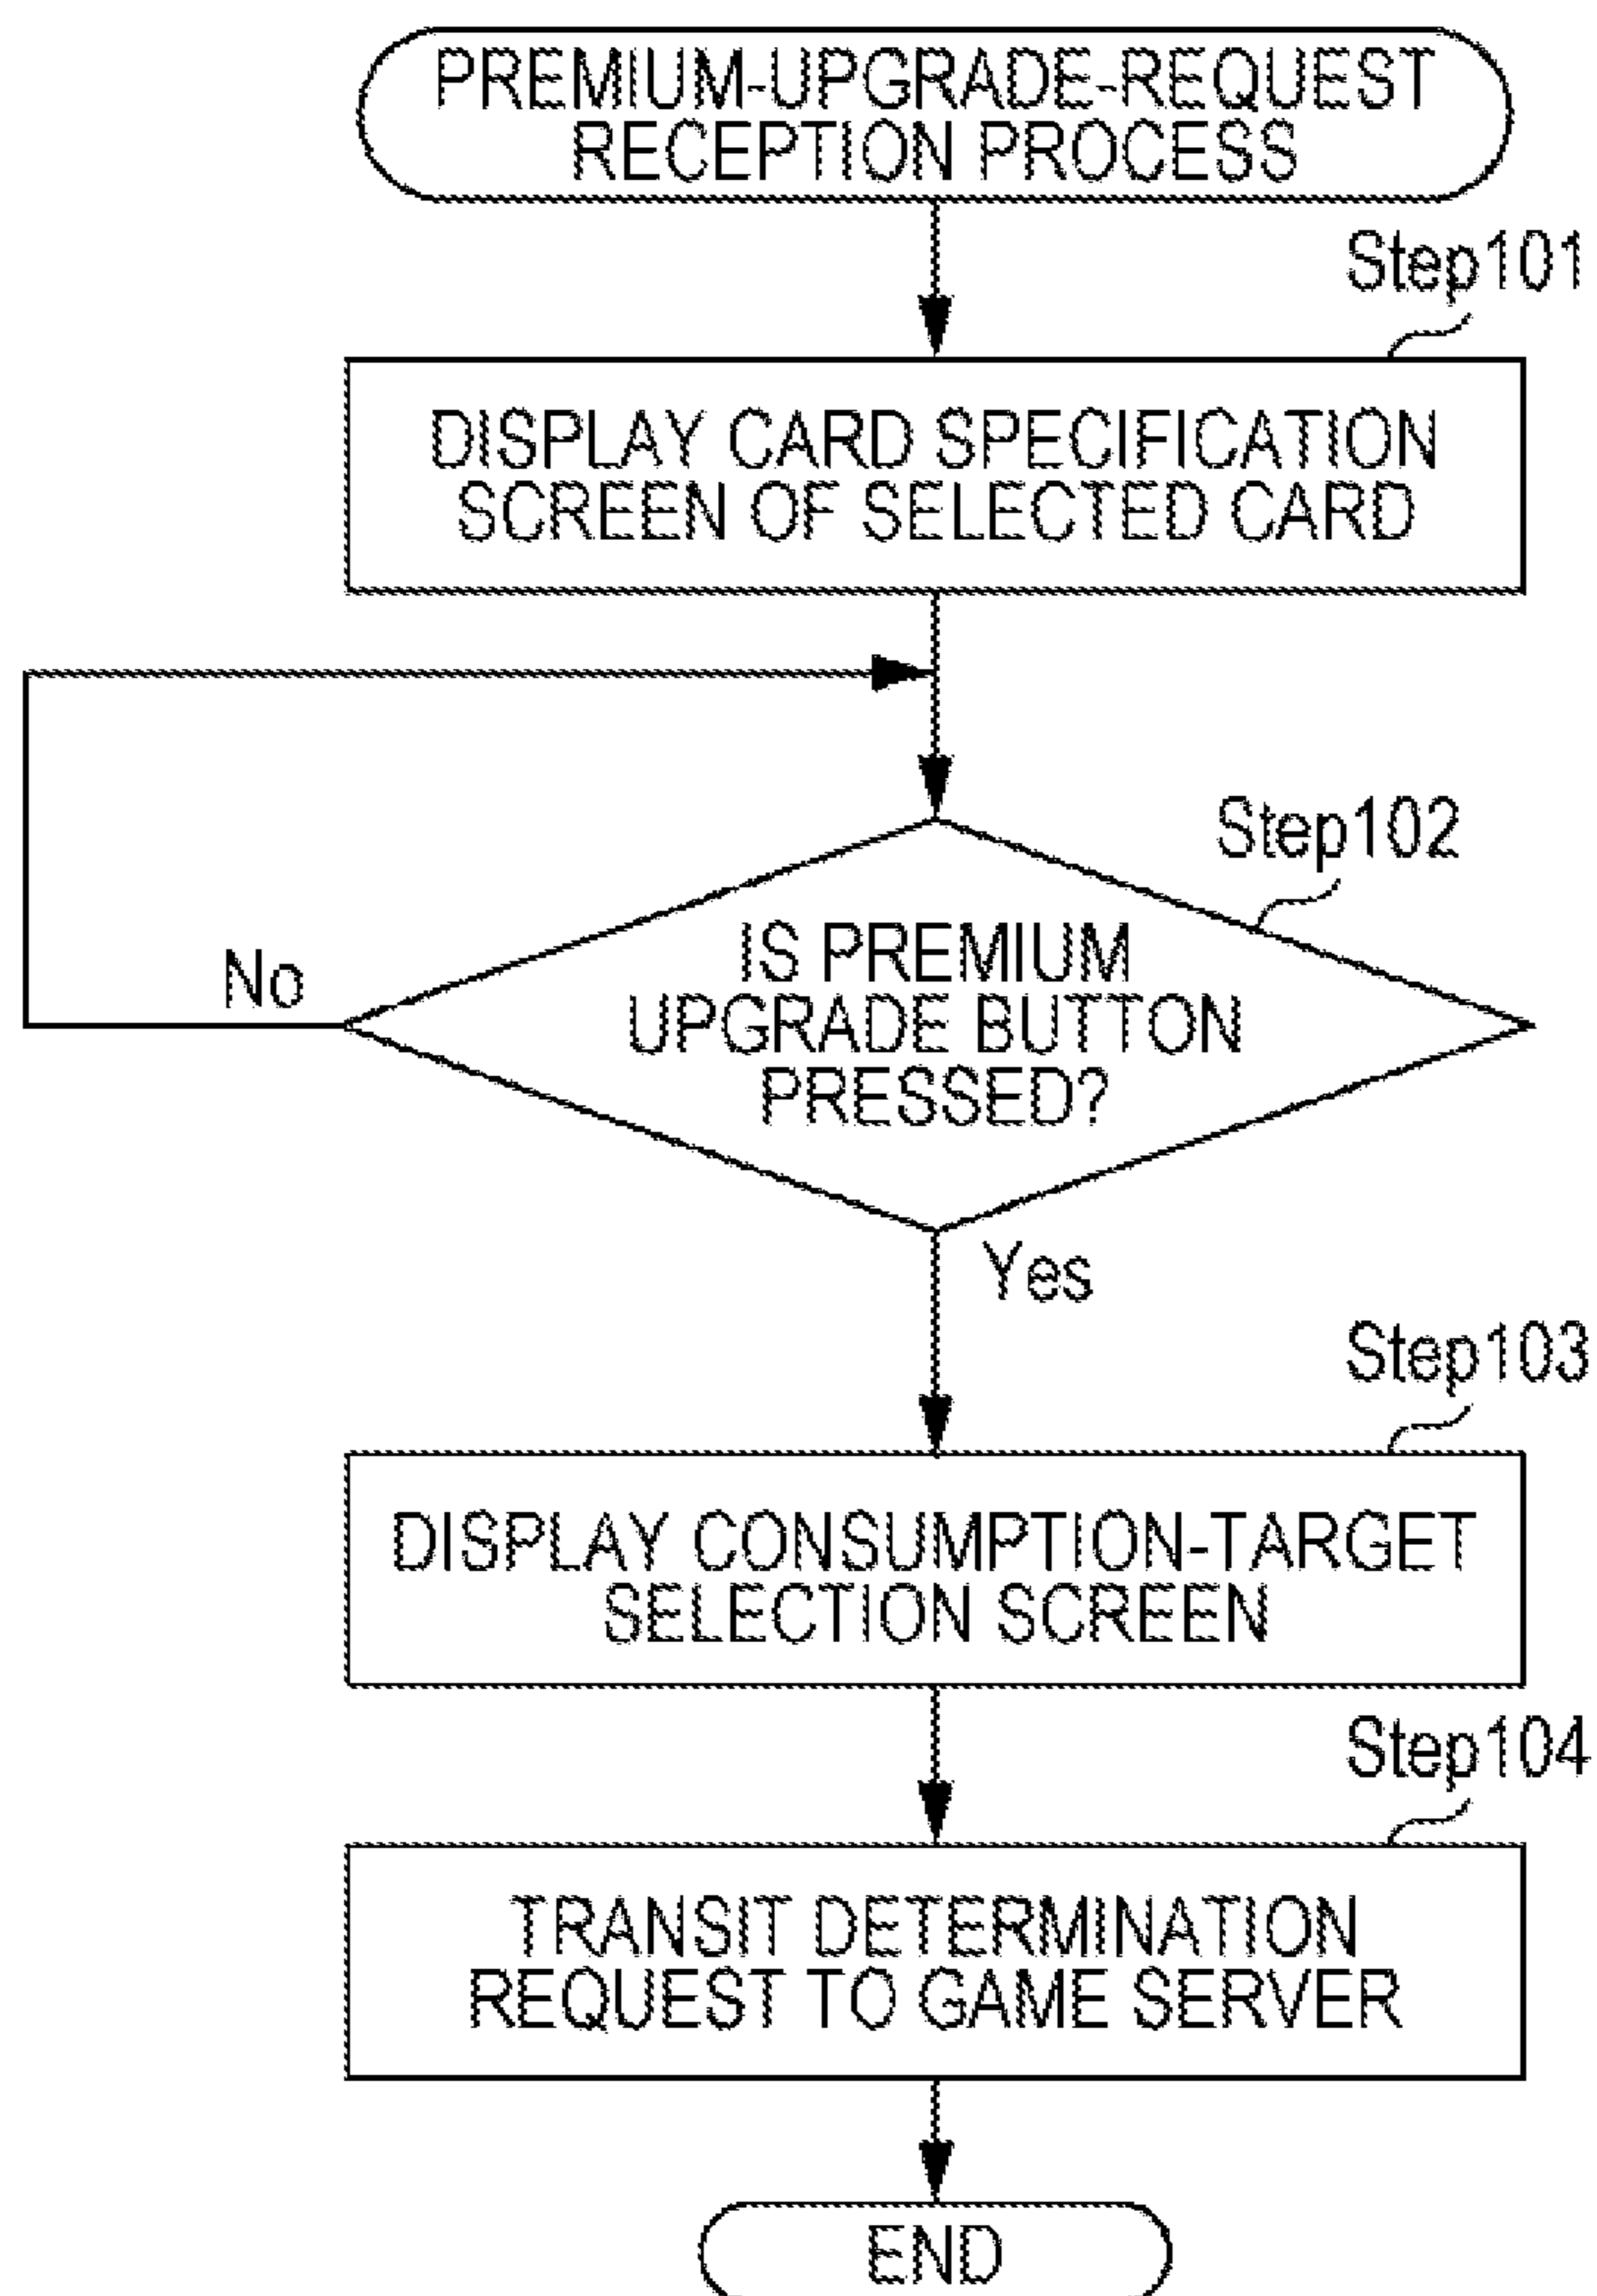 PREMIUM-UPGRADE-REQUEST
RECEPTION PROCESS
Step101
DISPLAY CARD SPECIFICATION
SCREEN OF SELECTED CARD
Step102
IS PREMIUM
UPGRADE BUTTON
PRESSED?
No
Yes
Step103
DISPLAY CONSUMPTION-TARGET
SELECTION SCREEN
Step104
TRANSIT DETERMINATION
REQUEST TO GAME SERVER
END